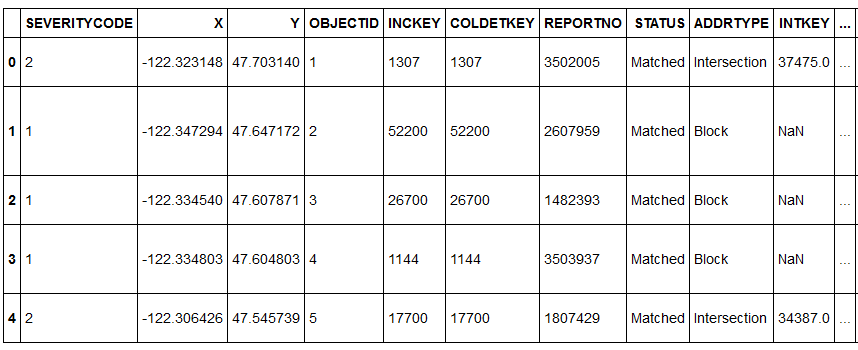 SEVERITYCODE X Y OBJECTID INCKEY COLDETKEY REPORTNO STATUS ADDRTYPE INTKEY ...
0 2 -122.323148 47.703140 1 1307 1307 3502005 Matched Intersection 37475.0 ...
1 1 -122.347294 47.647172 2 52200 52200 2607959 Matched Block NaN ...
2 1 -122.334540 47.607871 3 26700 26700 1482393 Matched Block NaN ...
3 1 -122.334803 47.604803 4 1144 1144 3503937 Matched Block NaN ...
4 2 -122.306426 47.545739 5 17700 17700 1807429 Matched Intersection 34387.0 ...